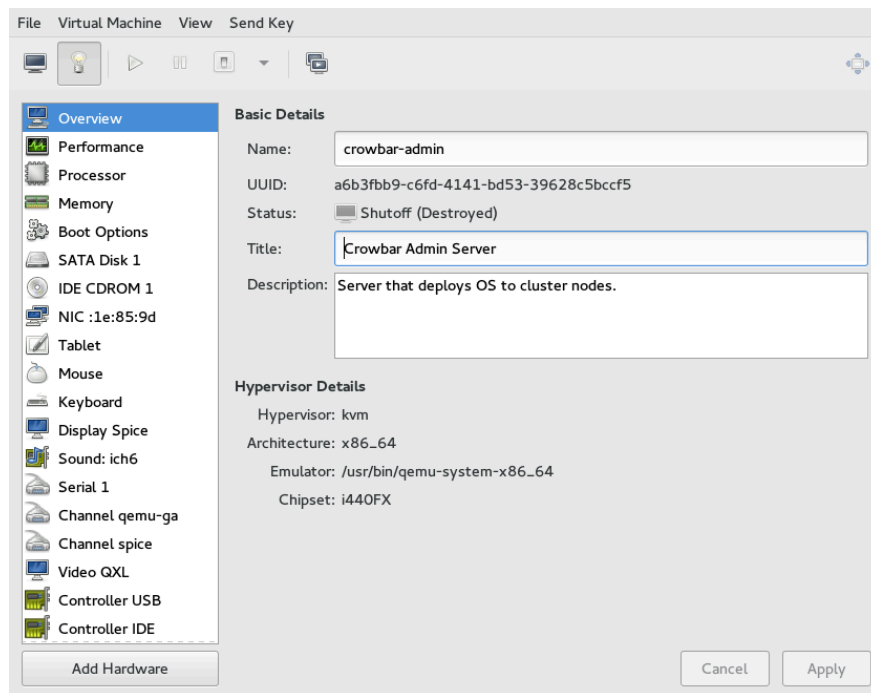 File Virtual Machine View Send Key
Overview
Performance
Processor
Memory
Boot Options
SATA Disk 1
IDE CDROM 1
NIC :1e:85:9d
Tablet
Mouse
Keyboard
Display Spice
Sound: ich6
Serial 1
Channel qemu-ga
Channel spice
Video QXL
Controller USB
Controller IDE
Add Hardware
Basic Details
Name: crowbar-admin
UUID: a6b3fbb9-c6fd-4141-bd53-39628c5bccf5
Status: Shutoff (Destroyed)
Title: Crowbar Admin Server
Description: Server that deploys OS to cluster nodes.
Hypervisor Details
Hypervisor: kvm
Architecture: x86_64
Emulator: /usr/bin/qemu-system-x86_64
Chipset: i440FX
Cancel Apply